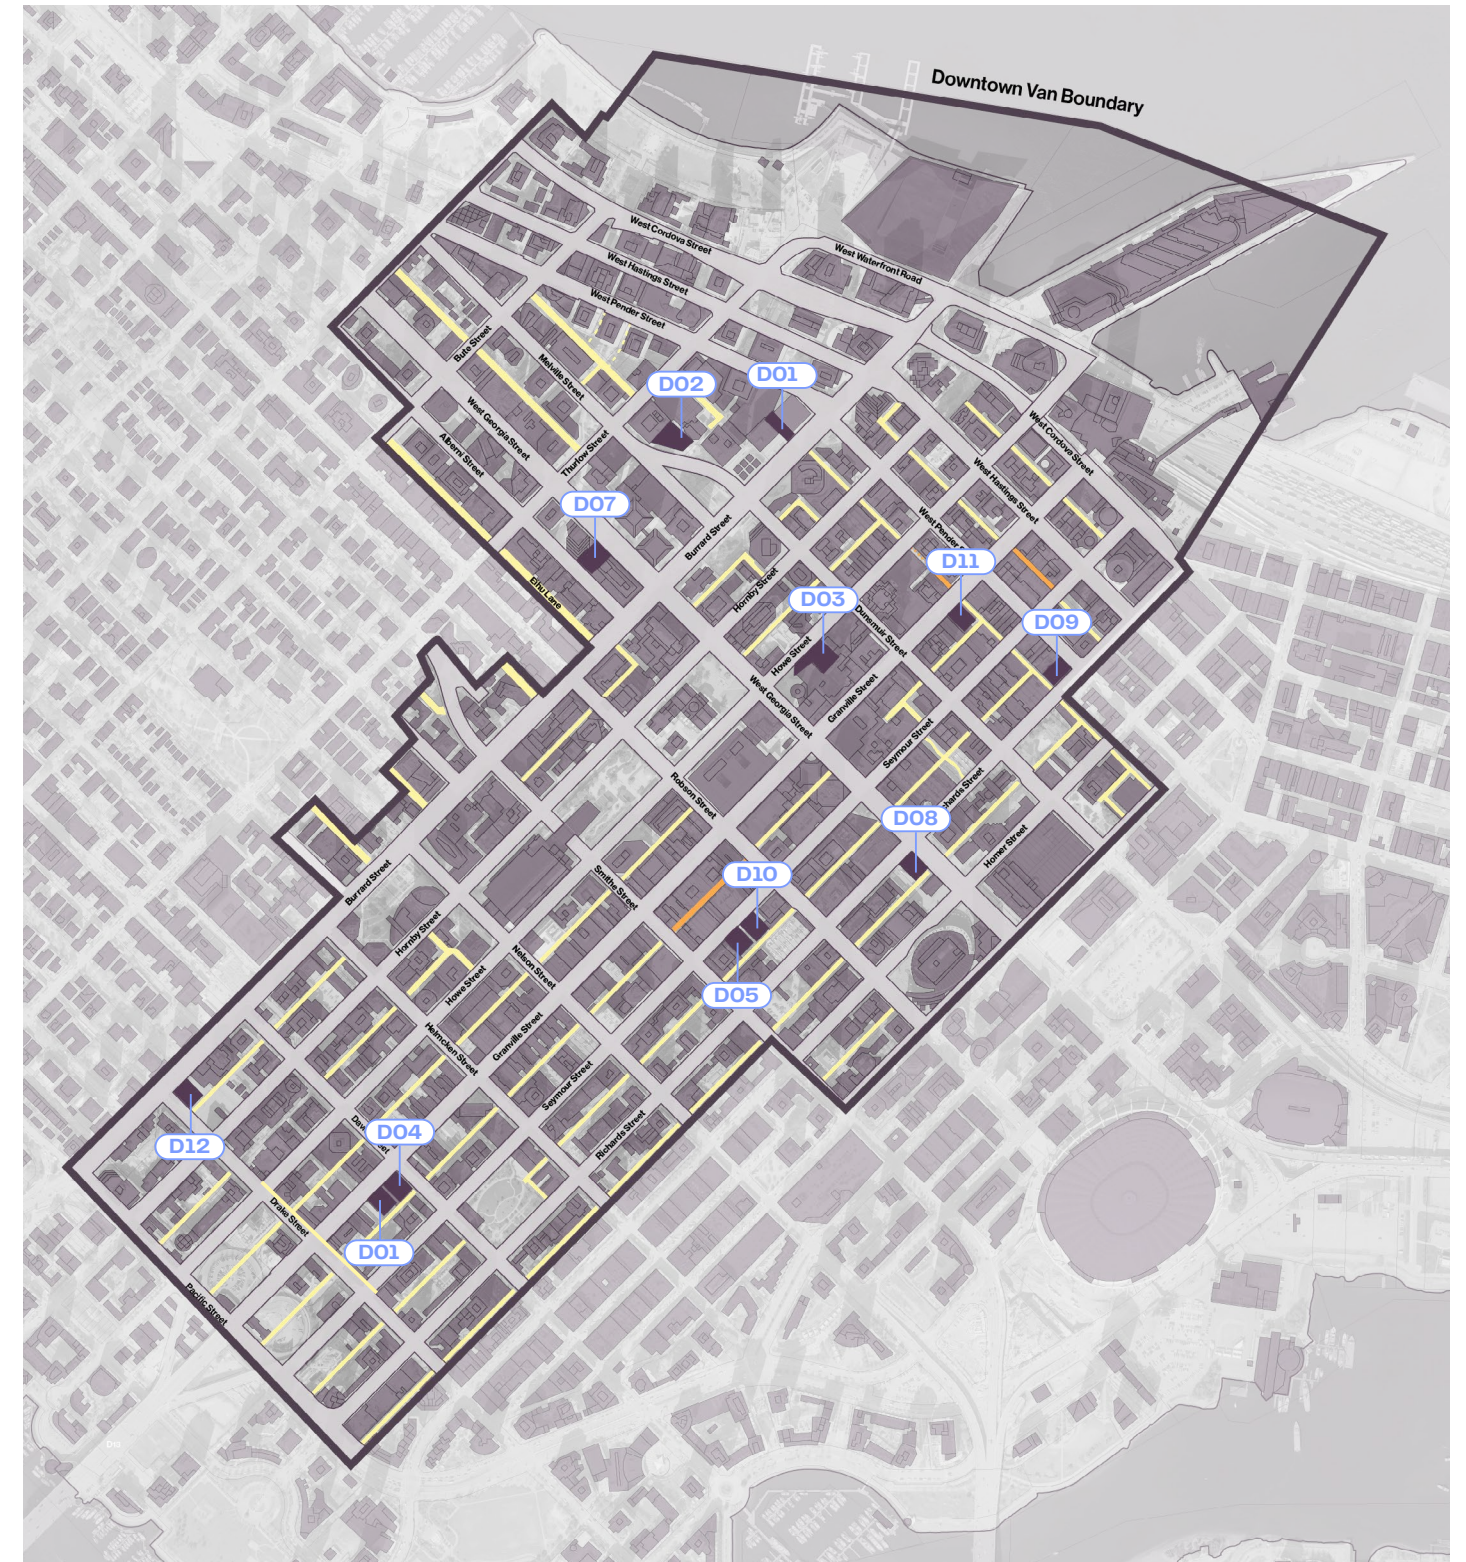 Downtown Van Boundary
West Cordova Street
West Waterfront Road
West Hastings Street
West Pender Street
Bute Street
Melville Street
D02
D01
West Georgia Street
Alberni Street
Thurlow Street
West Cordova Street
West Hastings Street
D07
Burrard Street
West Pender
D11
Eihu Lane
Hornby Street
D03
Dunsmuir Street
D09
Howe Street
West Georgia Street
Granville Street
Seymour Street
Robson Street
chards Street
D08
Homer Street
Burrard Street
Smithe Street
D10
Hornby Street
Nelson Street
Howe Street
D05
Granville Street
Helmcken Street
Seymour Street
D12
D04
Richards Street
Drake Street
D01
Pacific Street